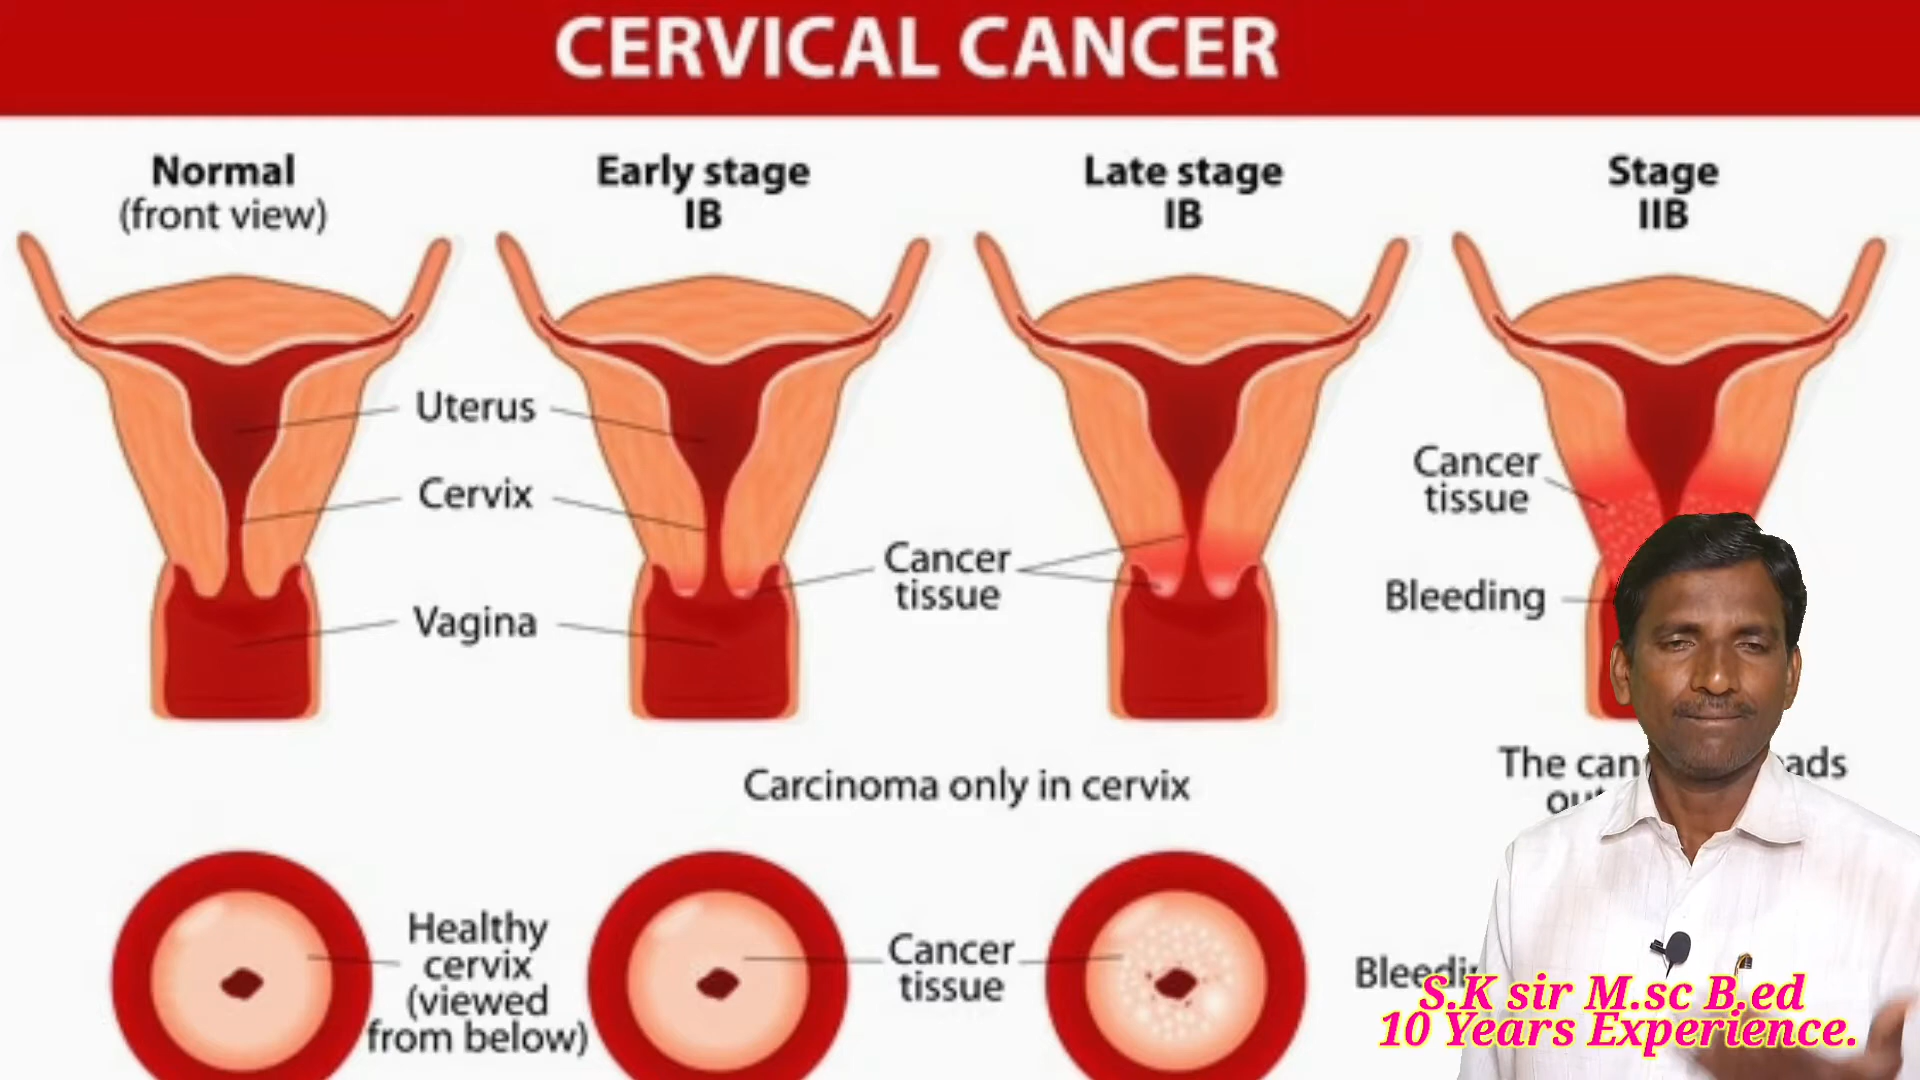 CERVICAL CANCER
Normal
(front view)
Early stage
IB
Late stage
IB
Stage
IIB
Uterus
Cervix
Vagina
Cancer
tissue
Cancer
tissue
Bleeding
Carcinoma only in cervix
The
Healthy
cervix
(viewed
from below)
Cancer
tissue
S.K sir M.sc B.ed
10 Years Experience.